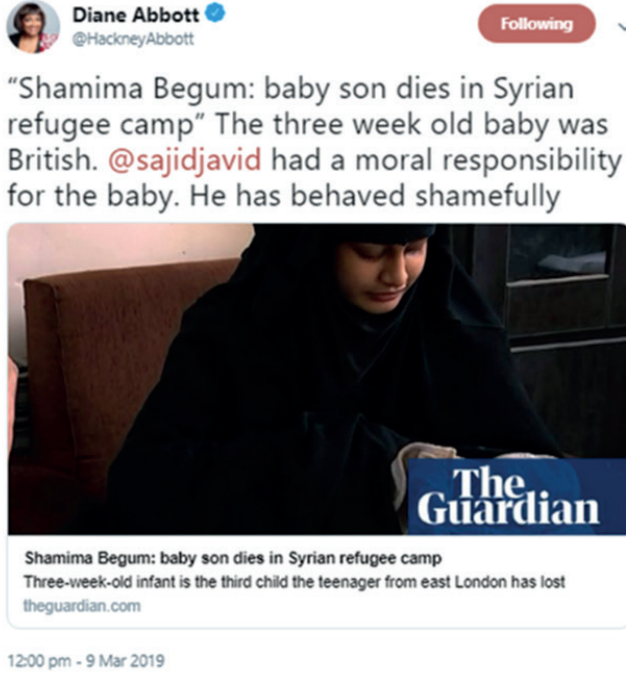 Diane Abbott
@HackneyAbbott
Following
“Shamima Begum: baby son dies in Syrian
refugee camp” The three week old baby was
British. @sajidjavid had a moral responsibility
for the baby. He has behaved shamefully
The
Guardian
Shamima Begum: baby son dies in Syrian refugee camp
Three-week-old infant is the third child the teenager from east London has lost
theguardian.com
12:00 pm - 9 Mar 2019